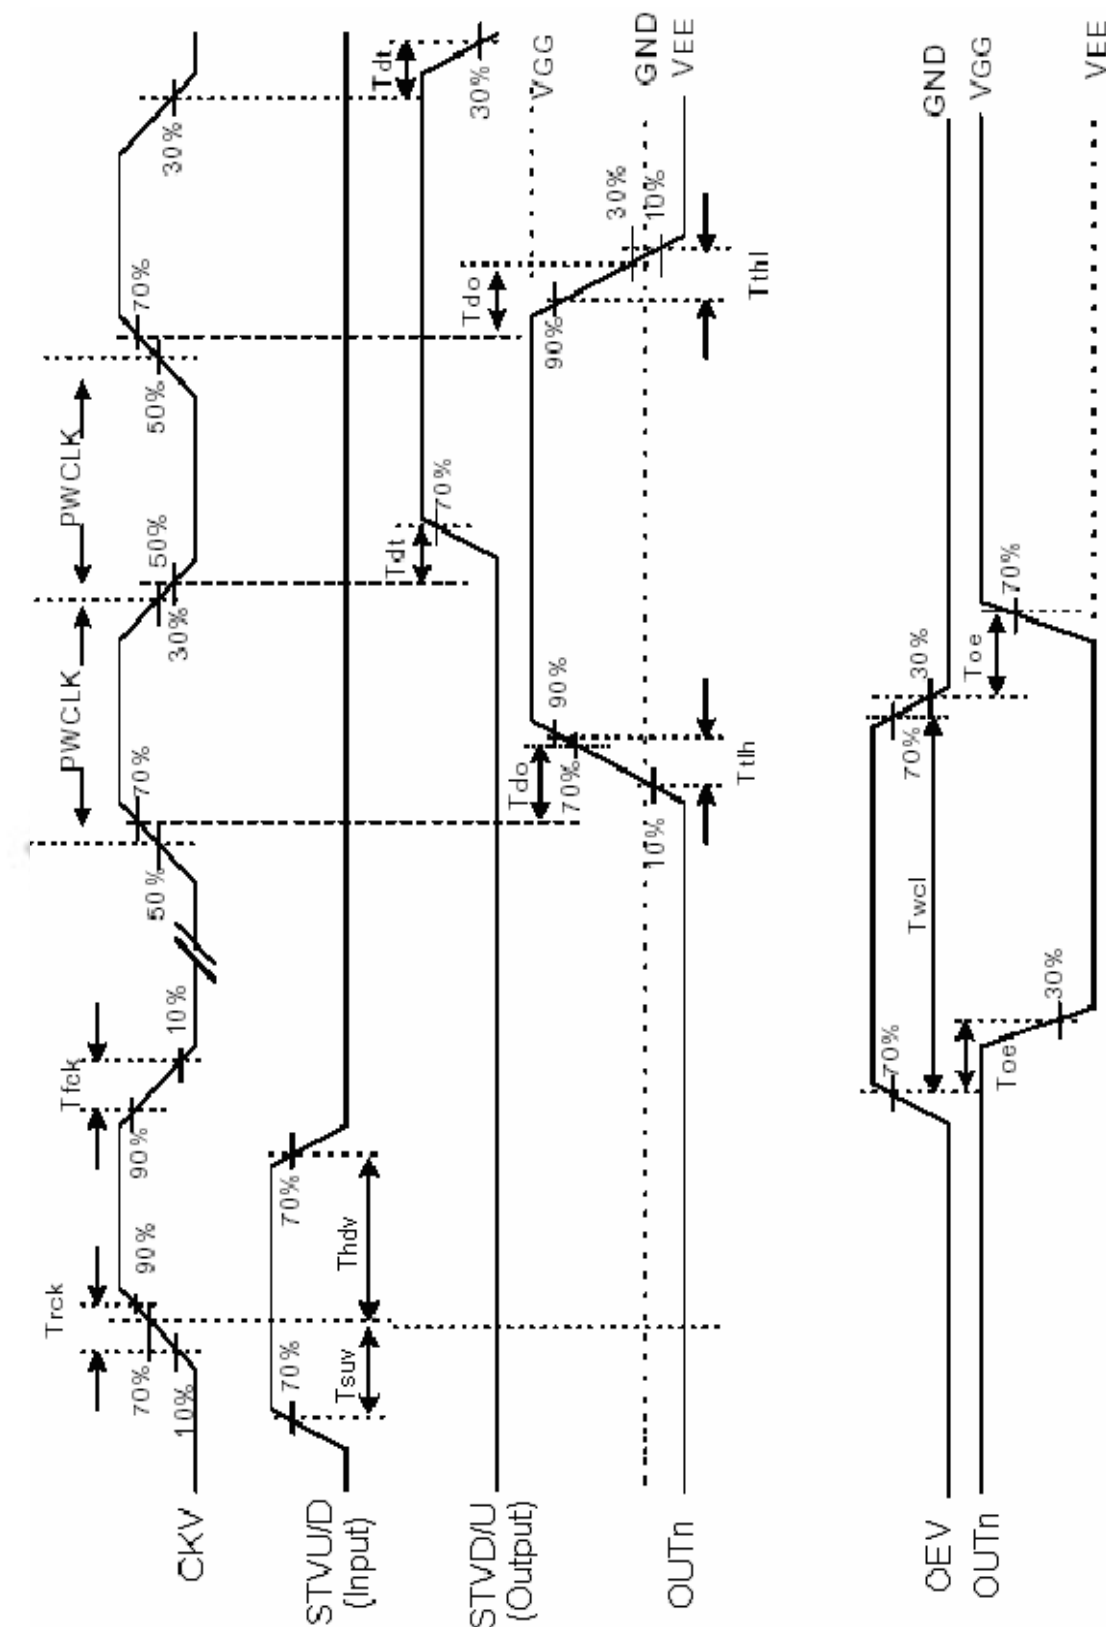 Trck
70%
10%
90%
90%
Tfck
10%
50%
70%
PWCLK
30%
50%
PWCLK
50%
70%
30%
CKV
70%
Tsuv
70%
Thdv
STVU/D
(Input)
Tdt
70%
Tdt
30%
STVD/U
(Output)
10%
Tdo
70%
90%
Ttlh
90%
Tdo
30%
10%
Tthl
VGG
GND
VEE
OUTn
70%
Twcl
70%
30%
GND
OEV
Toe
30%
Toe
70%
VGG
VEE
OUTn